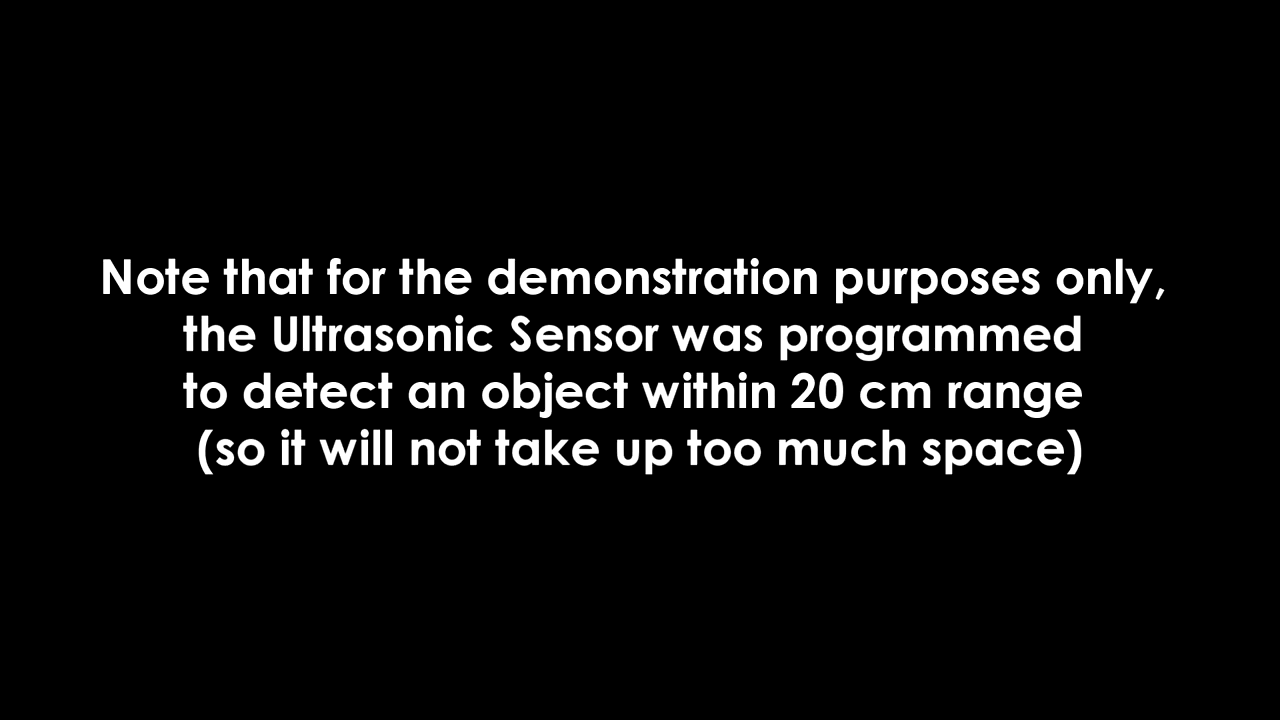 Note that for the demonstration purposes only,
the Ultrasonic Sensor was programmed
to detect an object within 20 cm range
(so it will not take up too much space)